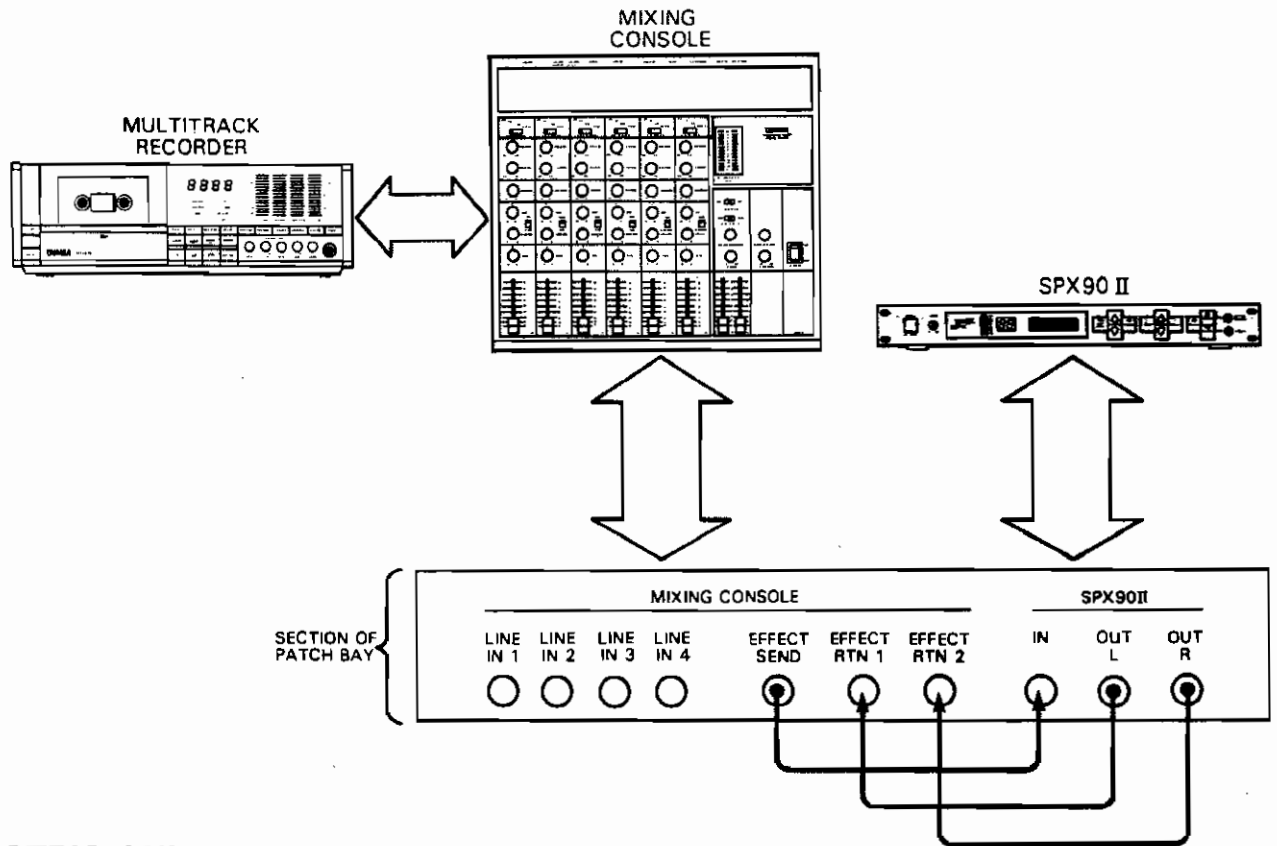 MIXING
CONSOLE
MULTITRACK
RECORDER
8888
YAMAHA
SPX90 II
SECTION OF
PATCH BAY
MIXING CONSOLE
SPX90II
LINE
IN 1
LINE
IN 2
LINE
IN 3
LINE
IN 4
EFFECT
SEND
EFFECT
RTN 1
EFFECT
RTN 2
IN
OUT
L
OUT
R